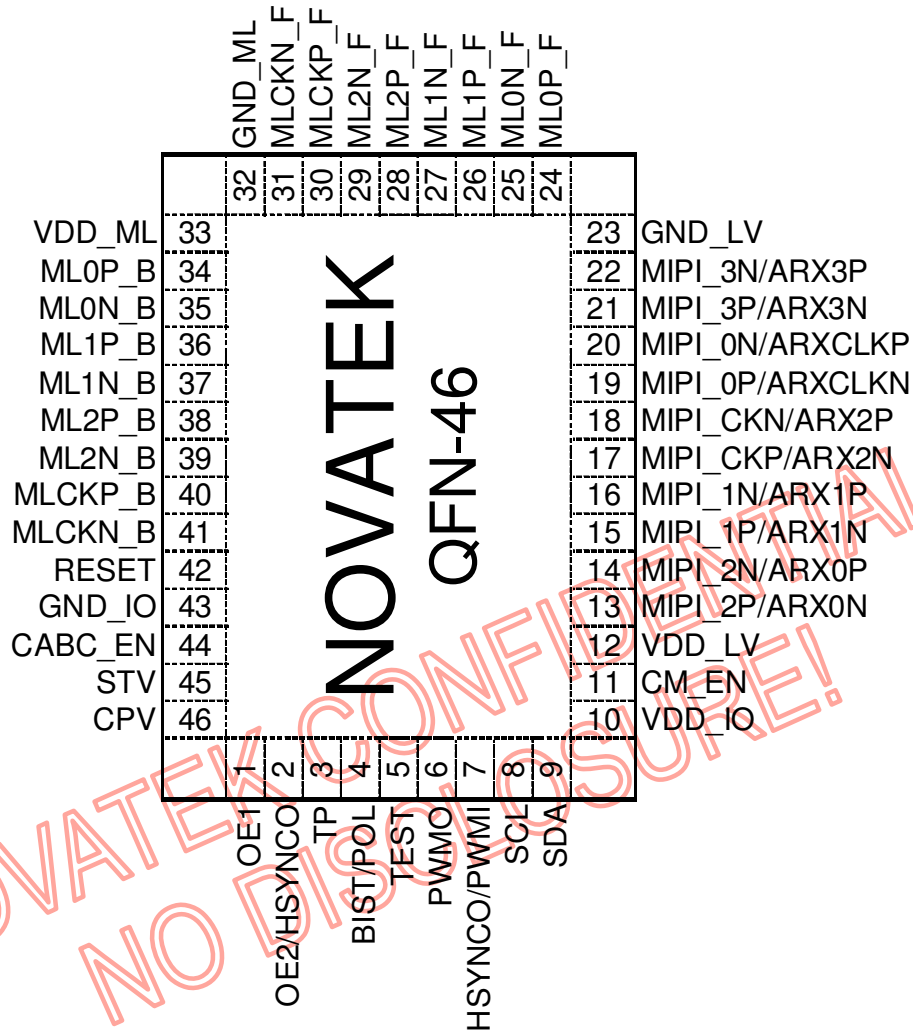 GND_ML
MLCKN_F
MLCKP_F
ML2N_F
ML2P_F
ML1N_F
ML1P_F
ML0N_F
ML0P_F
32 31 30 29 28 27 26 25 24
VDD_ML 33
ML0P_B 34
ML0N_B 35
ML1P_B 36
ML1N_B 37
ML2P_B 38
ML2N_B 39
MLCKP_B 40
MLCKN_B 41
RESET 42
GND_IO 43
CABC_EN 44
STV 45
CPV 46
NOVATEK
QFN-46
23 GND_LV
22 MIPI_3N/ARX3P
21 MIPI_3P/ARX3N
20 MIPI_0N/ARXCLKP
19 MIPI_0P/ARXCLKN
18 MIPI_CKN/ARX2P
17 MIPI_CKP/ARX2N
16 MIPI_1N/ARX1P
15 MIPI_1P/ARX1N
14 MIPI_2N/ARX0P
13 MIPI_2P/ARX0N
12 VDD_LV
11 CM_EN
10 VDD_IO
1 2 3 4 5 6 7 8 9
OE1
OE2/HSYNCO
TP
BIST/POL
TEST
PWMO
HSYNCO/PWMI
SCL
SDA
OVATEK CONFIDENTIAL
NO DISCLOSURE!